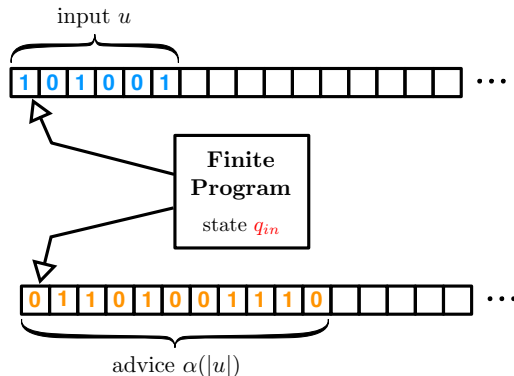 input u
1 0 1 0 0 1 ...
Finite
Program
state q_in
0 1 1 0 1 0 0 1 1 1 0 ...
advice α(|u|)